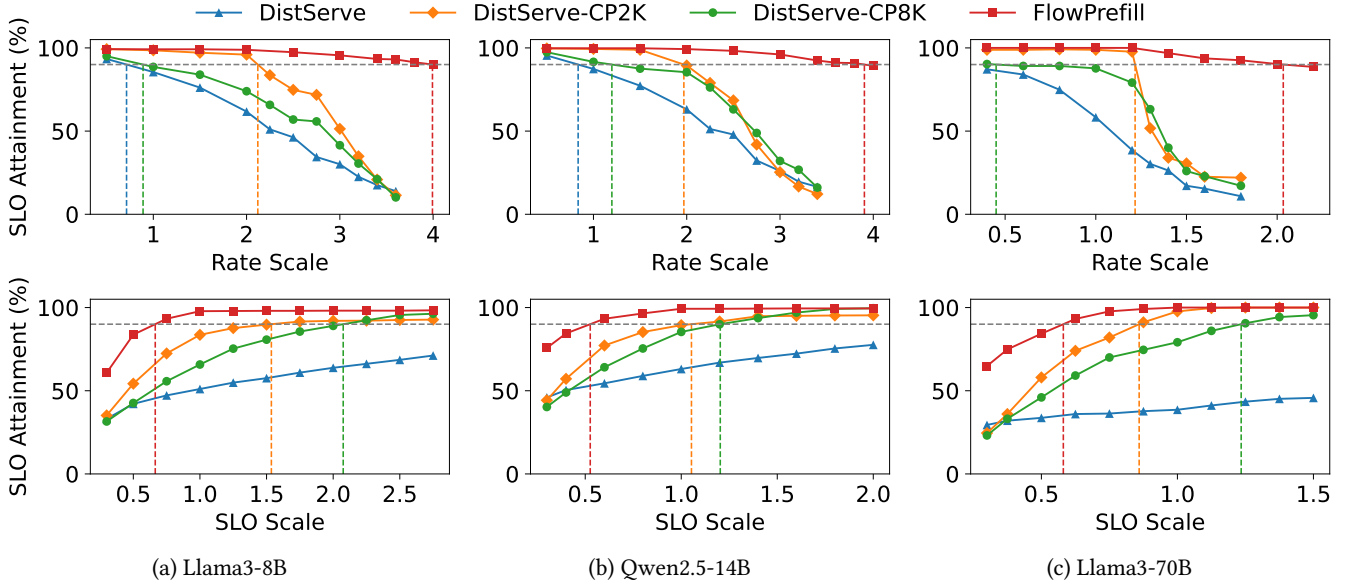 DistServe DistServe-CP2K DistServe-CP8K FlowPrefill
SLO Attainment (%)
100
50
0
1 2 3 4
Rate Scale
100
50
0
1 2 3 4
Rate Scale
100
50
0
0.5 1.0 1.5 2.0
Rate Scale
SLO Attainment (%)
100
50
0
0.5 1.0 1.5 2.0 2.5
SLO Scale
100
50
0
0.5 1.0 1.5 2.0
SLO Scale
100
50
0
0.5 1.0 1.5
SLO Scale
(a) Llama3-8B
(b) Qwen2.5-14B
(c) Llama3-70B